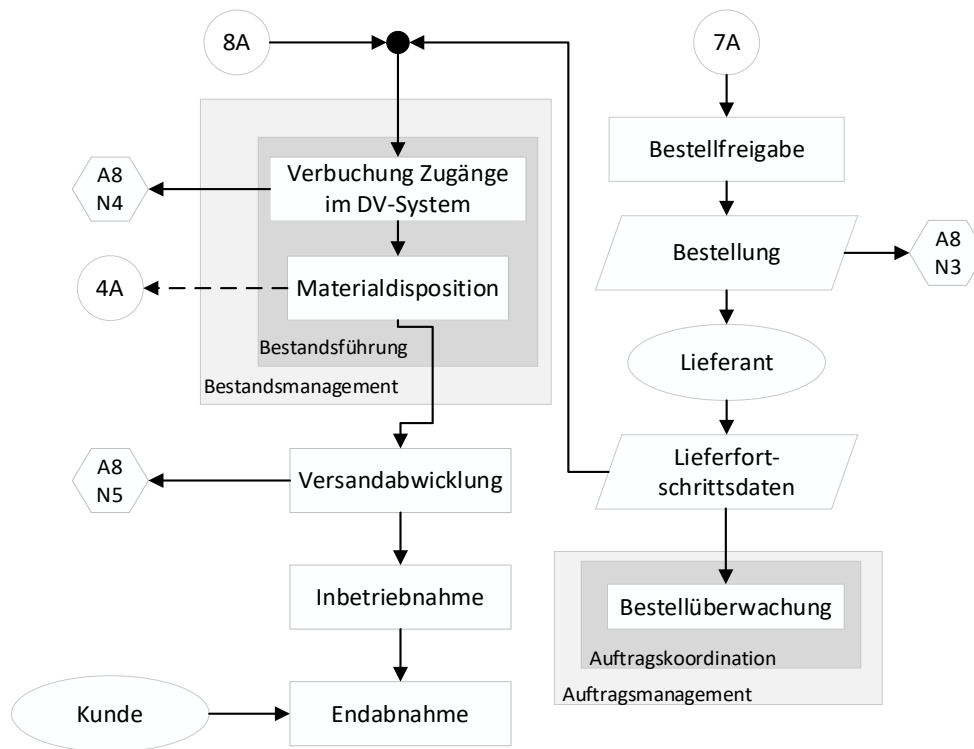 8A
7A
Bestellfreigabe
Verbuchung Zugänge
im DV-System
A8
N4
Bestellung
A8
N3
4A
Materialdisposition
Bestandsführung
Bestandsmanagement
Lieferant
A8
N5
Versandabwicklung
Lieferfort-
schrittsdaten
Inbetriebnahme
Bestellüberwachung
Auftragskoordination
Auftragsmanagement
Kunde
Endabnahme